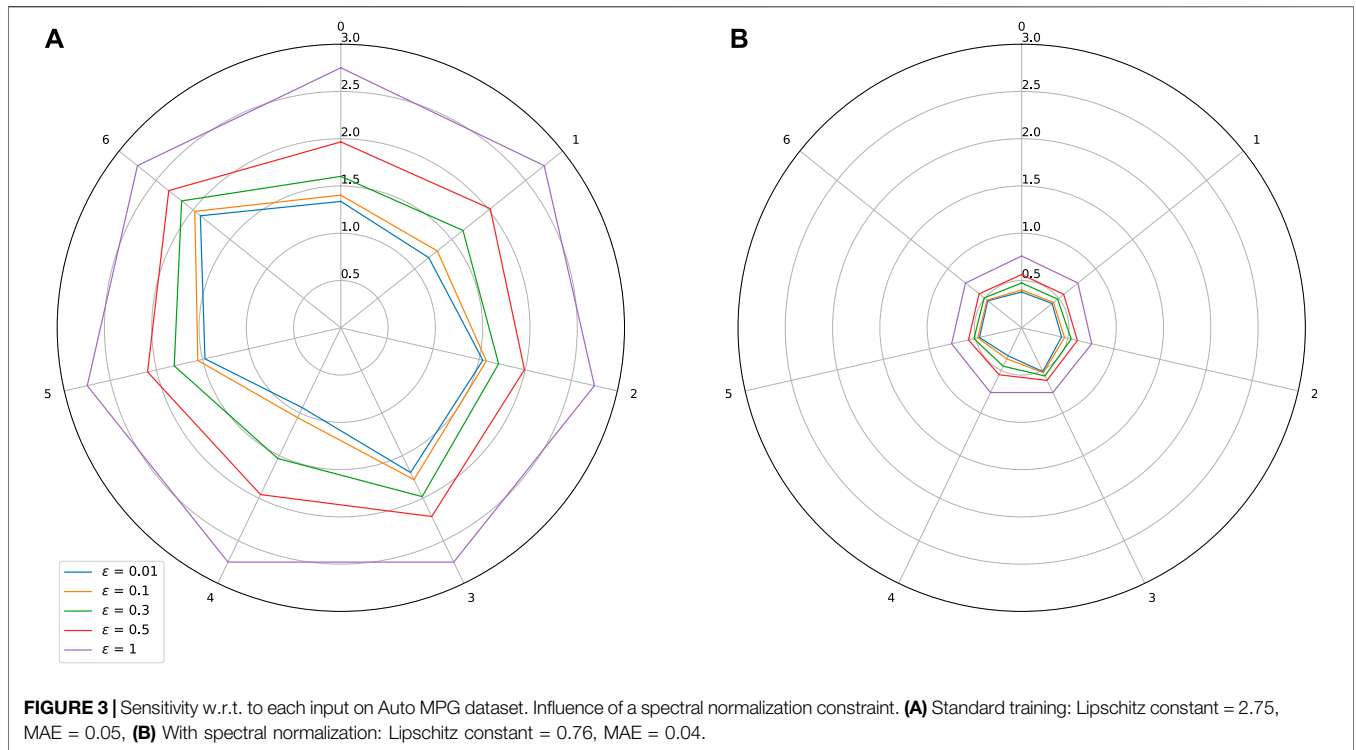 A
0
3.0
2.5
2.0
1.5
1.0
0.5
6
1
5
2
4
3
ε = 0.01
ε = 0.1
ε = 0.3
ε = 0.5
ε = 1
B
0
3.0
2.5
2.0
1.5
1.0
0.5
6
1
5
2
4
3
FIGURE 3 | Sensitivity w.r.t. to each input on Auto MPG dataset. Influence of a spectral normalization constraint. (A) Standard training: Lipschitz constant = 2.75,
MAE = 0.05, (B) With spectral normalization: Lipschitz constant = 0.76, MAE = 0.04.